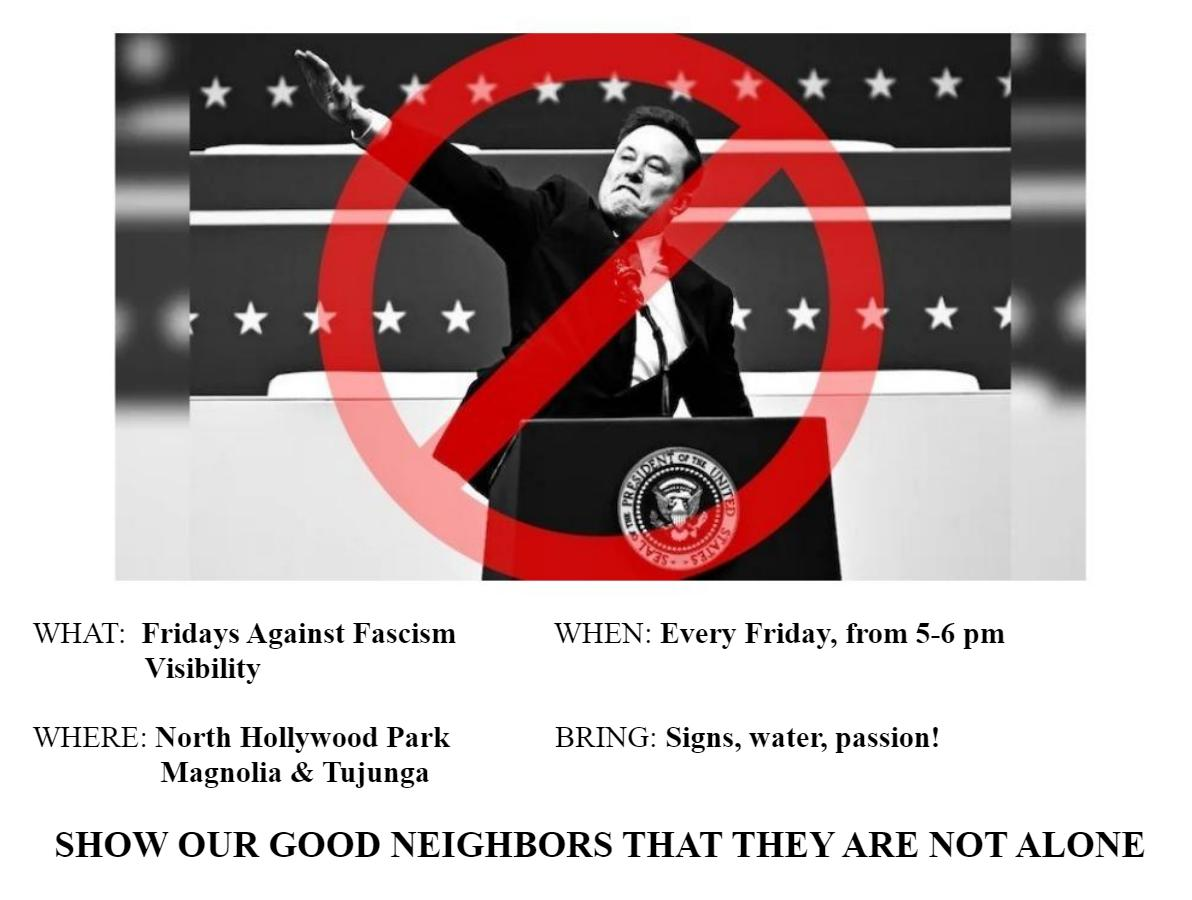 SEAL OF THE PRESIDENT OF THE UNITED STATES
WHAT: Fridays Against Fascism
Visibility
WHEN: Every Friday, from 5-6 pm
WHERE: North Hollywood Park
Magnolia & Tujunga
BRING: Signs, water, passion!
SHOW OUR GOOD NEIGHBORS THAT THEY ARE NOT ALONE